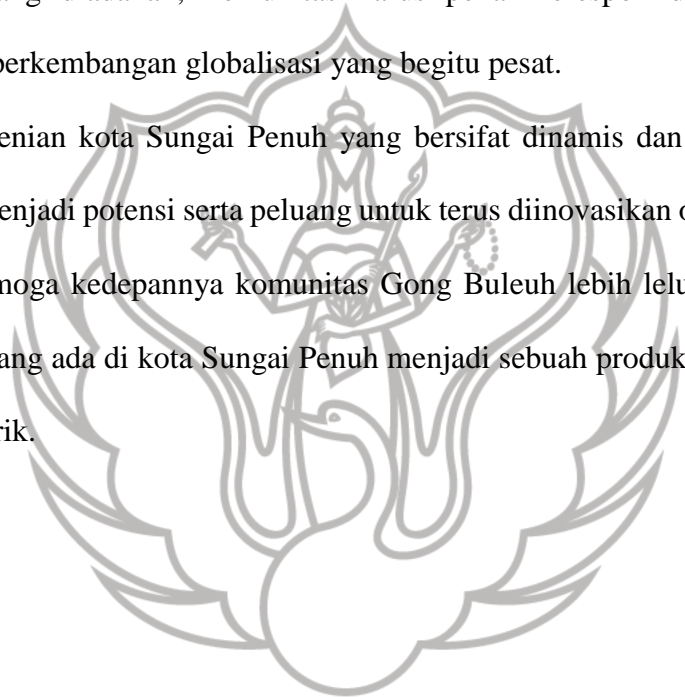 perkembangan globalisasi yang begitu pesat.
enian kota Sungai Penuh yang bersifat dinamis dan
enjadi potensi serta peluang untuk terus diinovasikan
moga kedepannya komunitas Gong Buleuh lebih
ang ada di kota Sungai Penuh menjadi sebuah produk
rik.